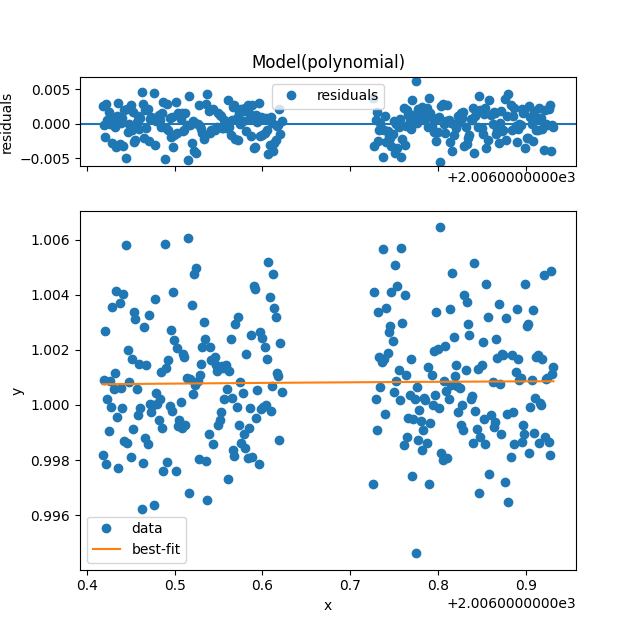 Model(polynomial)
0.005
0.000
−0.005
residuals
residuals
+2.0060000000e3
1.006
1.004
1.002
1.000
0.998
0.996
y
data
best-fit
0.4
0.5
0.6
0.7
0.8
0.9
x
+2.0060000000e3